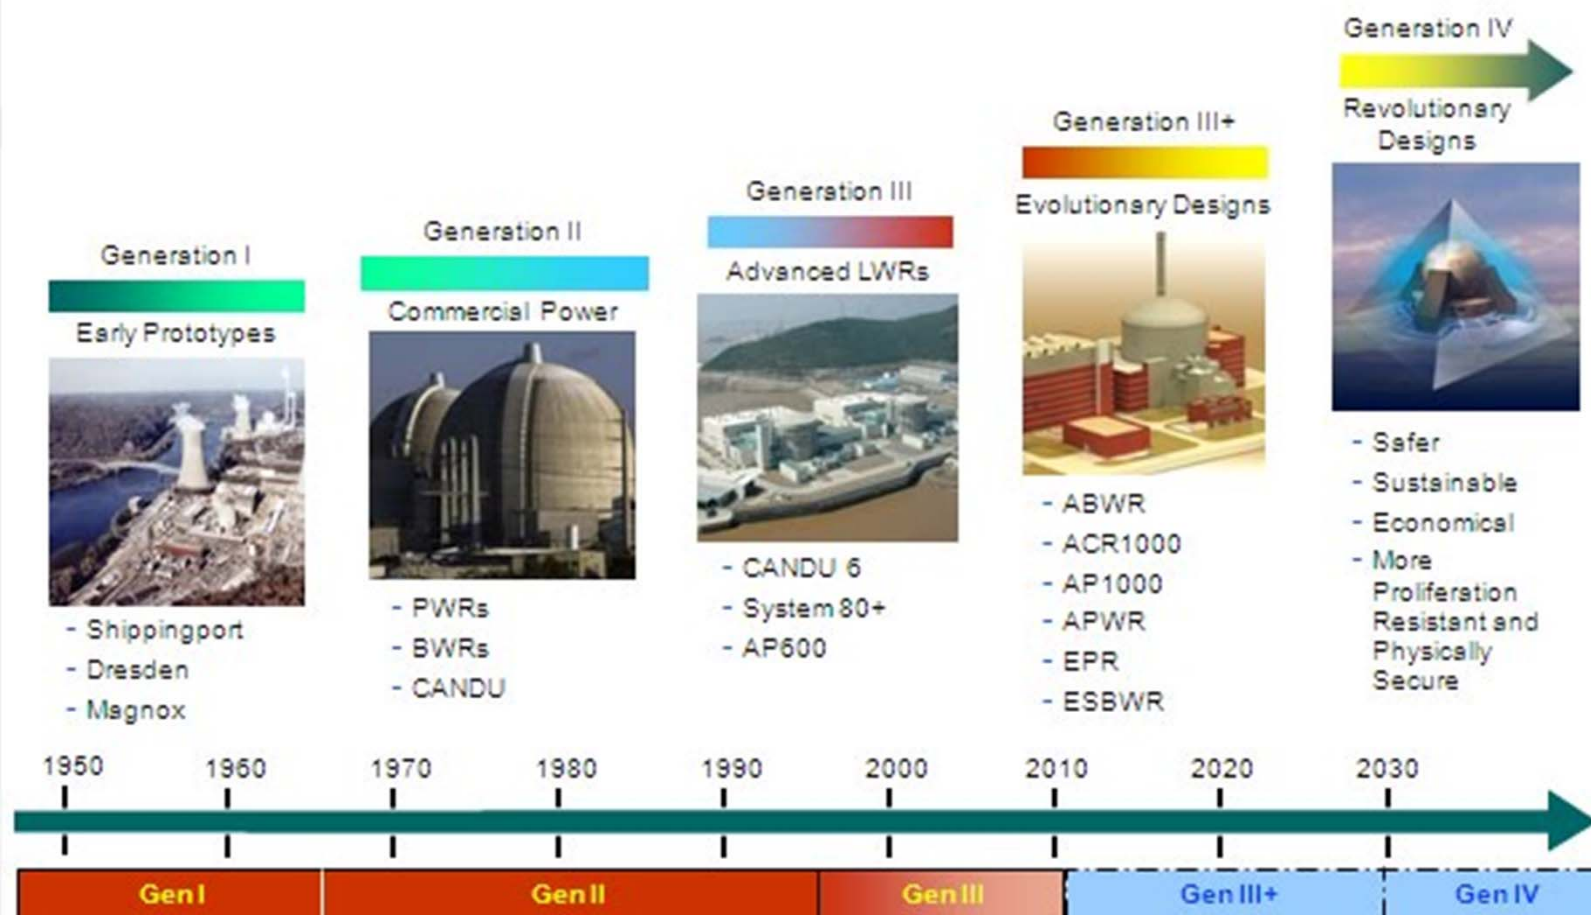 Generation I
Early Prototypes
- Shippingport
- Dresden
- Magnox
Generation II
Commercial Power
- PWRs
- BWRs
- CANDU
Generation III
Advanced LWRs
- CANDU 6
- System 80+
- AP600
Generation III+
Evolutionary Designs
- ABWR
- ACR1000
- AP1000
- APWR
- EPR
- ESBWR
Generation IV
Revolutionary
Designs
- Safer
- Sustainable
- Economical
- More
Proliferation
Resistant and
Physically
Secure
1950 1960 1970 1980 1990 2000 2010 2020 2030
Gen I Gen II Gen III Gen III+ Gen IV